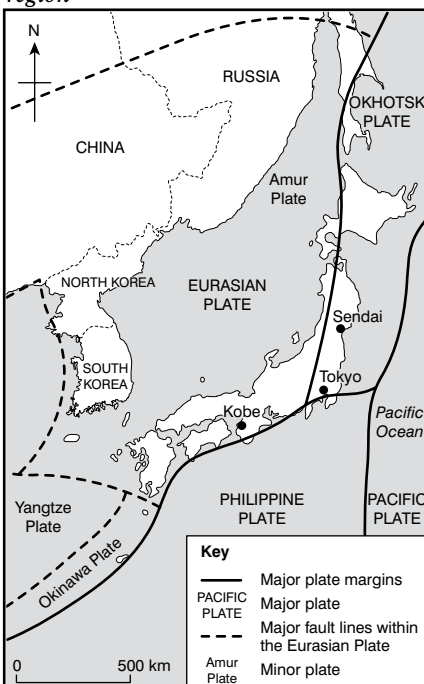 region
N
RUSSIA
OKHOTSK
PLATE
CHINA
Amur
Plate
NORTH KOREA
EURASIAN
PLATE
Sendai
SOUTH
KOREA
Tokyo
Kobe
Pacific
Ocean
Yangtze
Plate
PHILIPPINE
PLATE
PACIFIC
PLATE
Okinawa Plate
Key
Major plate margins
PACIFIC
PLATE
Major plate
Major fault lines within
the Eurasian Plate
Amur
Plate
Minor plate
0 500 km